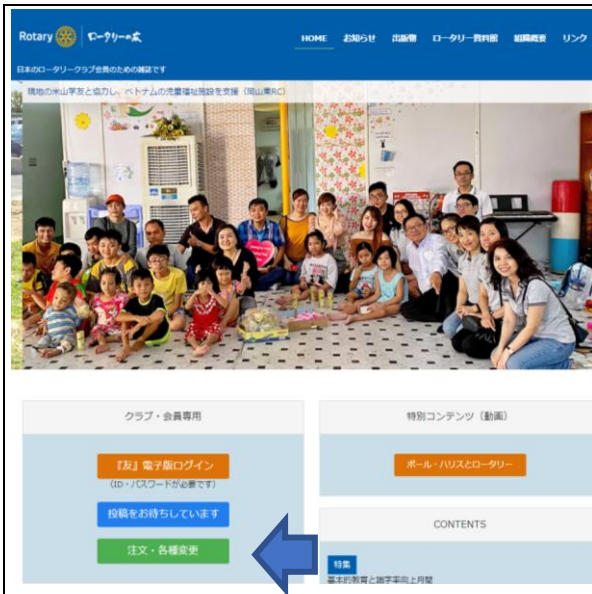 Rotary ロータリーの友
HOME お知らせ 出版物 ロータリー資料館 組織概要 リンク
日本のロータリークラブ会員のための雑誌です
現地の米山学友と協力し、ベトナムの児童福祉施設を支援（岡山東RC）
クラブ・会員専用
『友』電子版ログイン
（ID・パスワードが必要です）
投稿をお待ちしています
注文・各種変更
特別コンテンツ（動画）
ポール・ハリスとロータリー
CONTENTS
特集
基本的教育と識字率向上月間